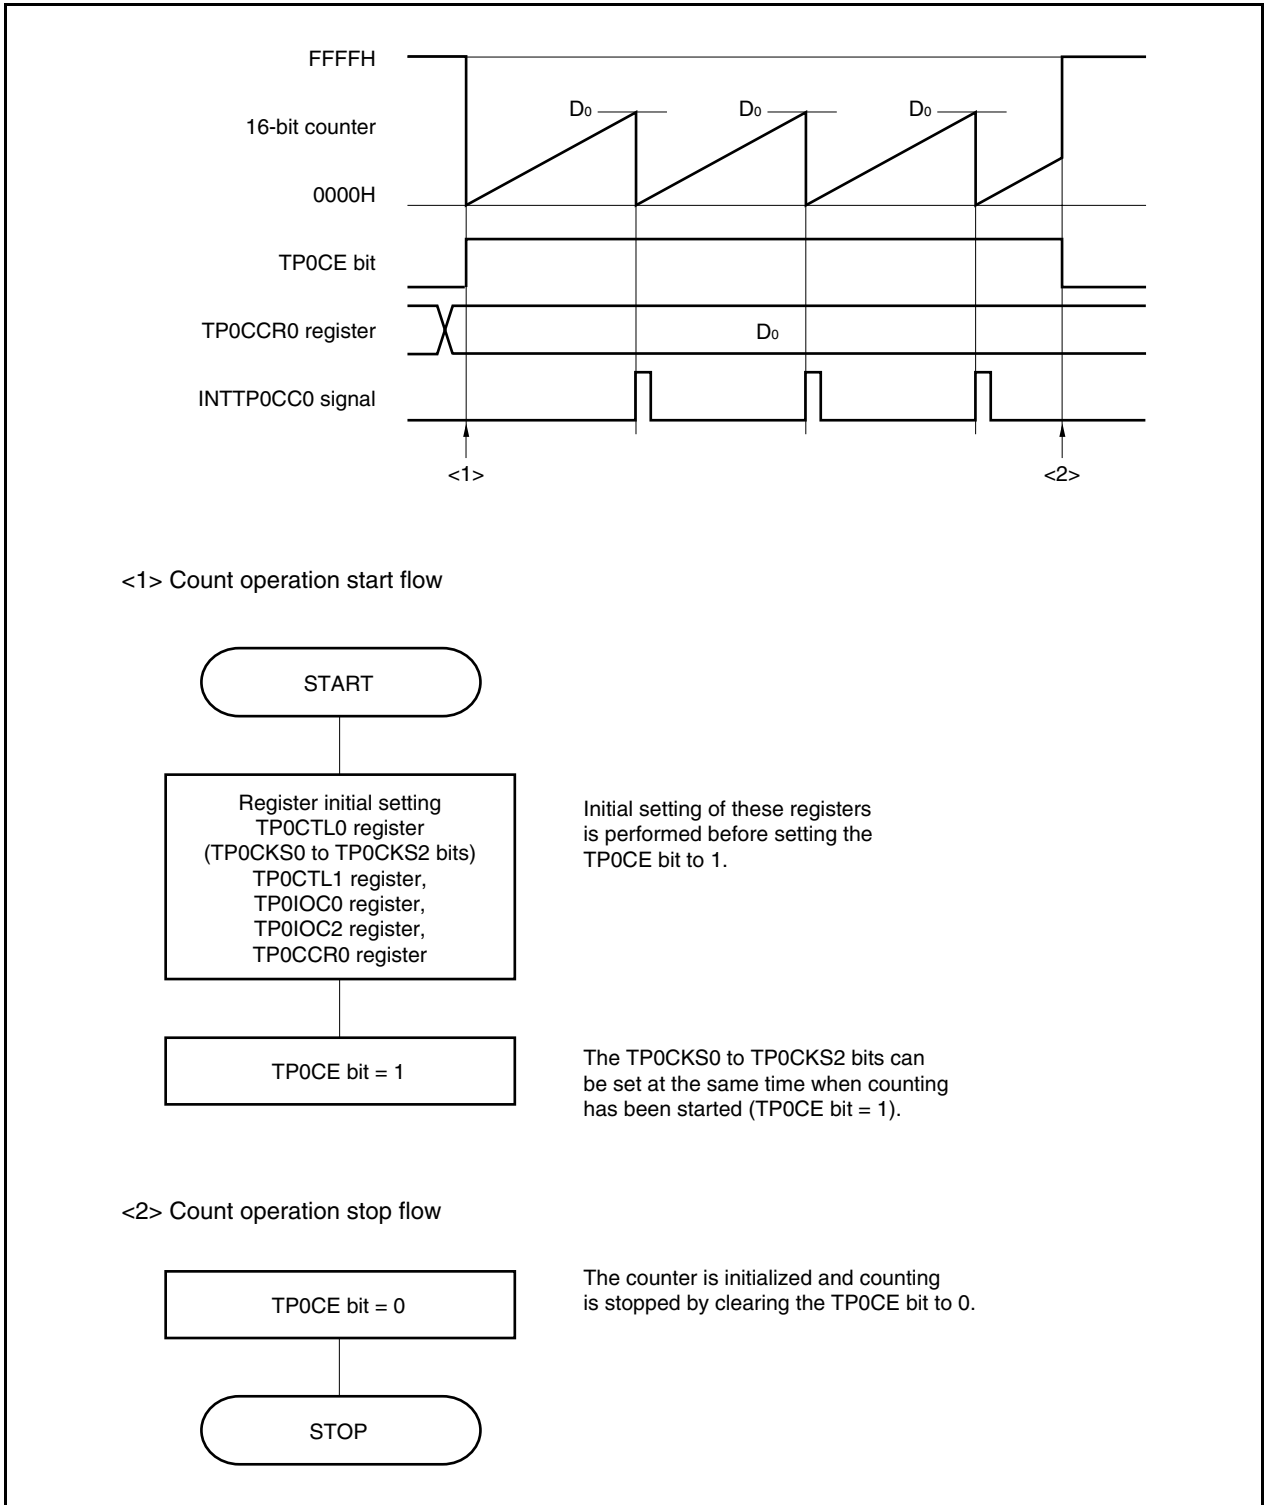 FFFFH
D0 D0 D0
16-bit counter
0000H
TP0CE bit
TP0CCR0 register D0
INTTP0CC0 signal
<1> <2>
<1> Count operation start flow
START
Register initial setting
TP0CTL0 register
(TP0CKS0 to TP0CKS2 bits)
TP0CTL1 register,
TP0IOC0 register,
TP0IOC2 register,
TP0CCR0 register
Initial setting of these registers
is performed before setting the
TP0CE bit to 1.
TP0CE bit = 1
The TP0CKS0 to TP0CKS2 bits can
be set at the same time when counting
has been started (TP0CE bit = 1).
<2> Count operation stop flow
TP0CE bit = 0
The counter is initialized and counting
is stopped by clearing the TP0CE bit to 0.
STOP